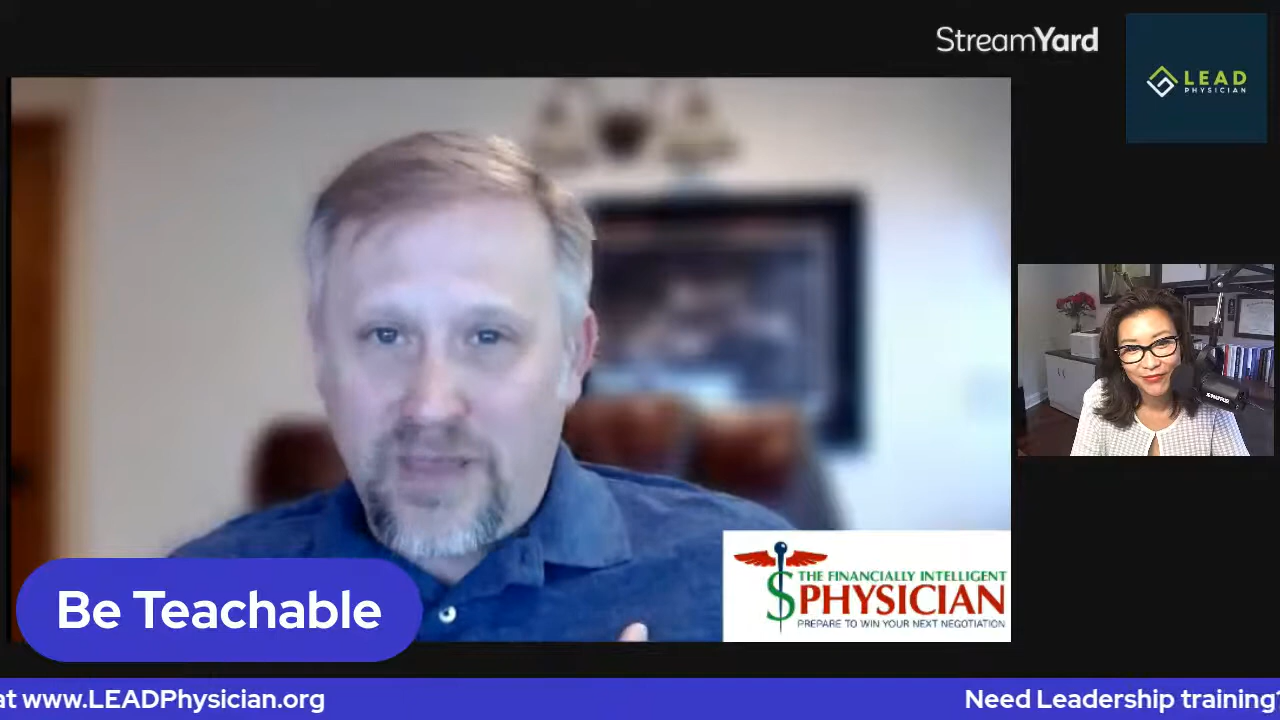 StreamYard
LEAD
PHYSICIAN
SHURE
THE FINANCIALLY INTELLIGENT
$PHYSICIAN
PREPARE TO WIN YOUR NEXT NEGOTIATION
Be Teachable
at www.LEADPhysician.org
Need Leadership training?